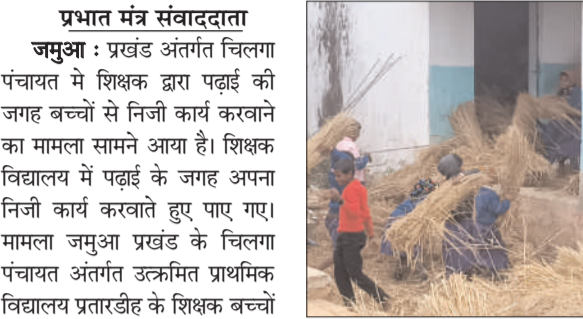 प्रभात मंत्र संवाददाता
जमुआ : प्रखंड अंतर्गत चिलगा
पंचायत मे शिक्षक द्वारा पढ़ाई की
जगह बच्चों से निजी कार्य करवाने
का मामला सामने आया है। शिक्षक
विद्यालय में पढ़ाई के जगह अपना
निजी कार्य करवाते हुए पाए गए।
मामला जमुआ प्रखंड के चिलगा
पंचायत अंतर्गत उत्क्रमित प्राथमिक
विद्यालय प्रतारडीह के शिक्षक बच्चों